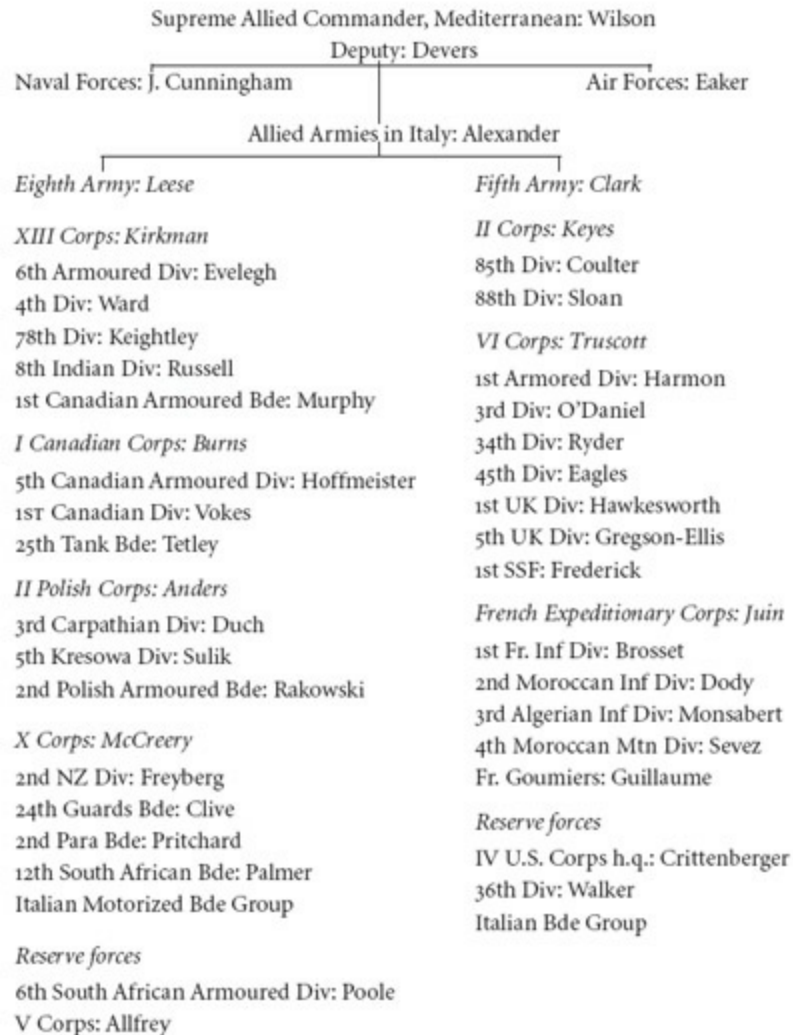 Supreme Allied Commander, Mediterranean: Wilson
Deputy: Devers
Naval Forces: J. Cunningham
Air Forces: Eaker
Allied Armies in Italy: Alexander
Eighth Army: Leese
XIII Corps: Kirkman
6th Armoured Div: Evelegh
4th Div: Ward
78th Div: Keightley
8th Indian Div: Russell
1st Canadian Armoured Bde: Murphy
I Canadian Corps: Burns
5th Canadian Armoured Div: Hoffmeister
1ST Canadian Div: Vokes
25th Tank Bde: Tetley
II Polish Corps: Anders
3rd Carpathian Div: Duch
5th Kresowa Div: Sulik
2nd Polish Armoured Bde: Rakowski
X Corps: McCreery
2nd NZ Div: Freyberg
24th Guards Bde: Clive
2nd Para Bde: Pritchard
12th South African Bde: Palmer
Italian Motorized Bde Group
Reserve forces
6th South African Armoured Div: Poole
V Corps: Allfrey
Fifth Army: Clark
II Corps: Keyes
85th Div: Coulter
88th Div: Sloan
VI Corps: Truscott
1st Armored Div: Harmon
3rd Div: O'Daniel
34th Div: Ryder
45th Div: Eagles
1st UK Div: Hawkesworth
5th UK Div: Gregson-Ellis
1st SSF: Frederick
French Expeditionary Corps: Juin
1st Fr. Inf Div: Brosset
2nd Moroccan Inf Div: Dody
3rd Algerian Inf Div: Monsabert
4th Moroccan Mtn Div: Sevez
Fr. Goumiers: Guillaume
Reserve forces
IV U.S. Corps h.q.: Crittenberger
36th Div: Walker
Italian Bde Group